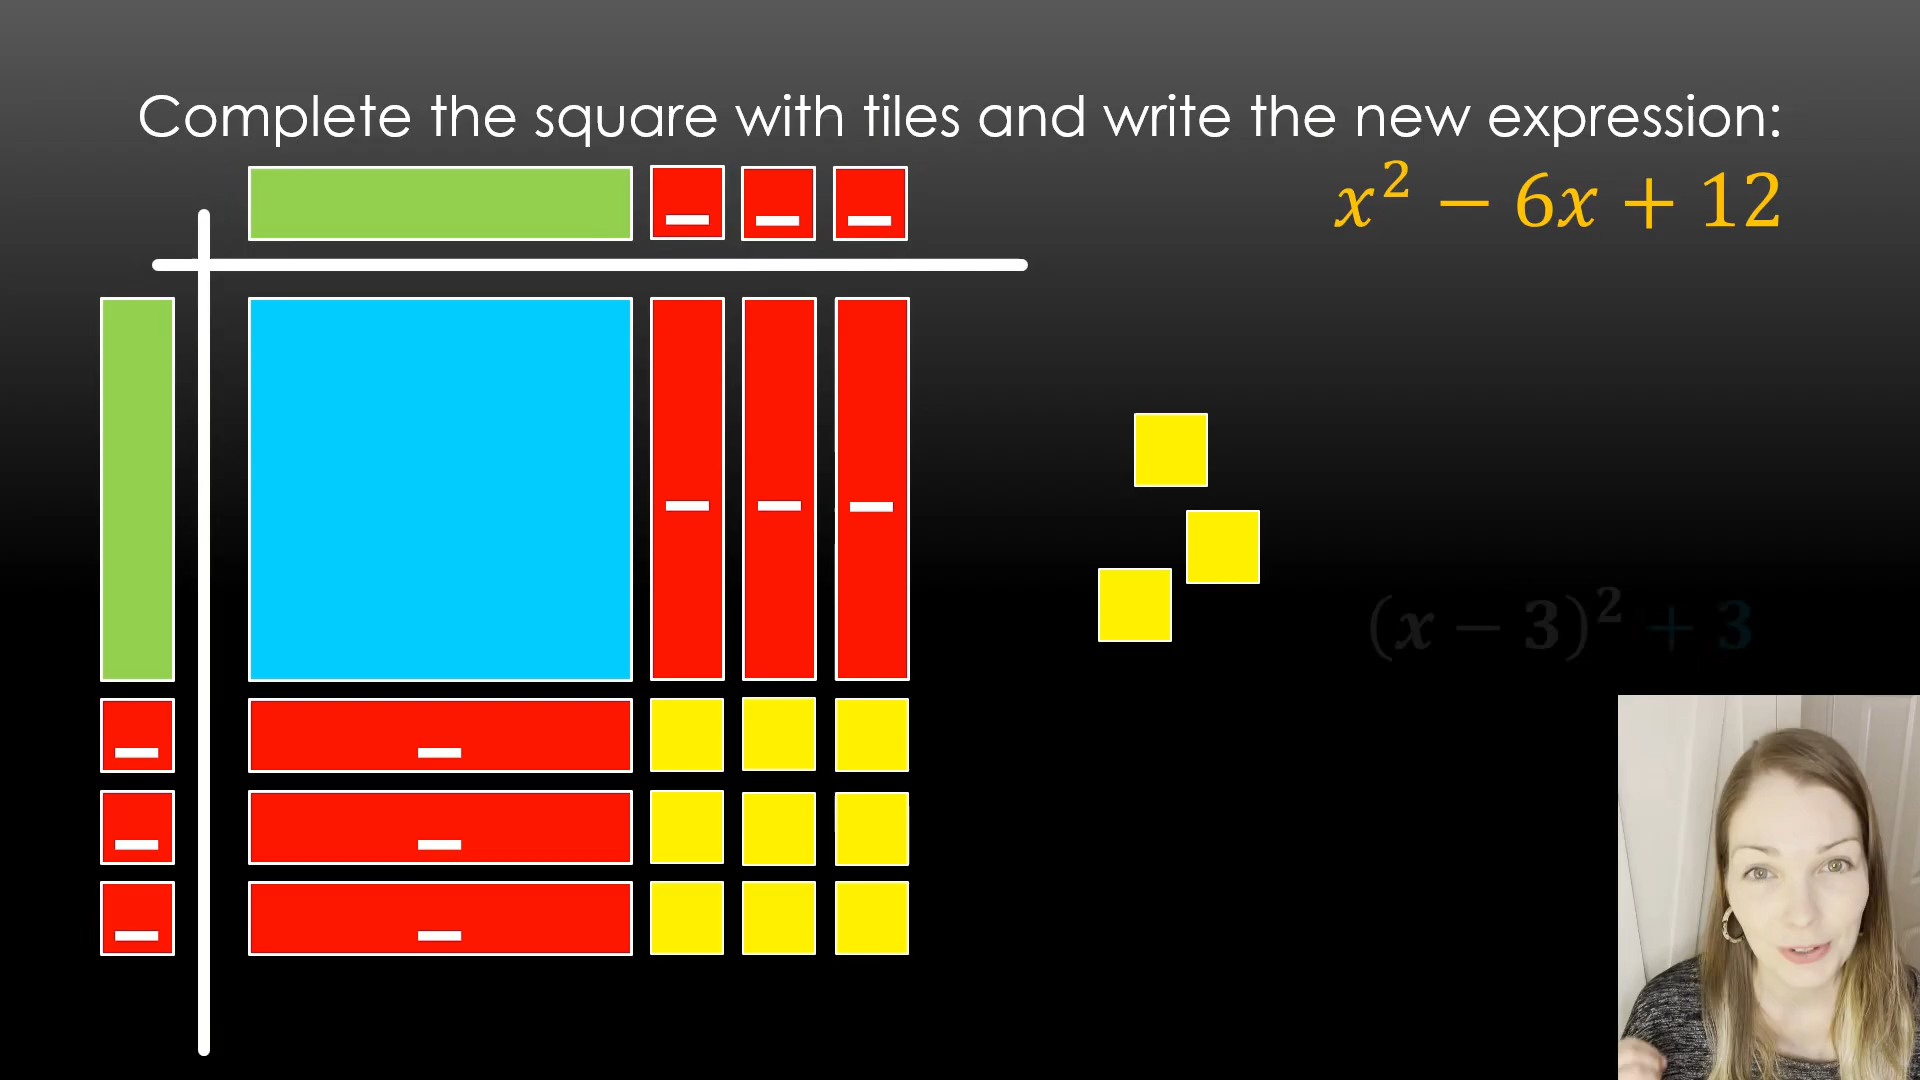 Complete the square with tiles and write the new expression:
x² − 6x + 12
(x − 3)² + 3